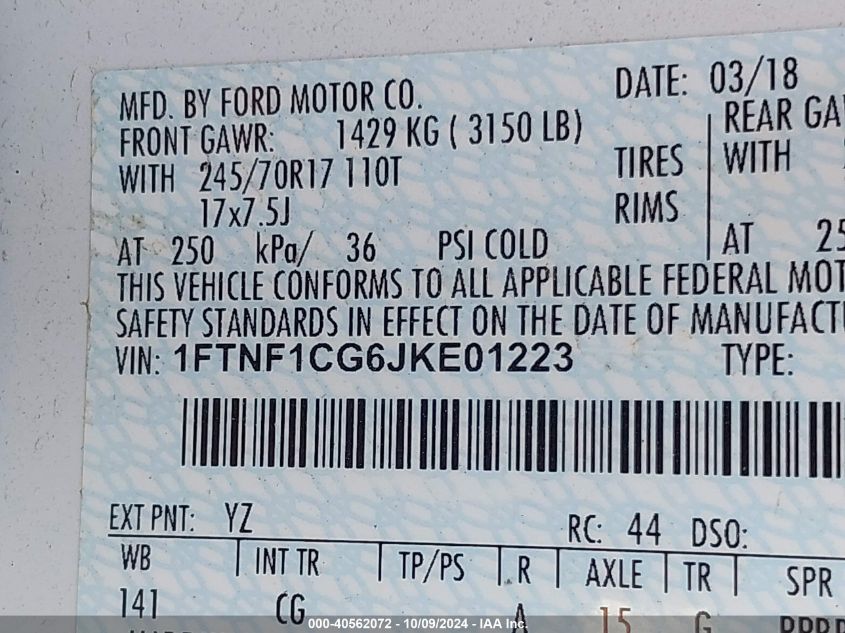 MFD. BY FORD MOTOR CO. DATE: 03/18
FRONT GAWR: 1429 KG ( 3150 LB) REAR
WITH 245/70R17 110T TIRES WITH
17x7.5J RIMS
AT 250 kPa/ 36 PSI COLD AT
THIS VEHICLE CONFORMS TO ALL APPLICABLE FEDERAL
SAFETY STANDARDS IN EFFECT ON THE DATE OF
VIN: 1FTNF1CG6JKE01223 TYPE:
EXT PNT: YZ RC: 44 DSO:
WB INT TR TP/PS R AXLE TR SPR
141 CG A 15 G
000-40562072 - 10/09/2024 - IAA Inc.